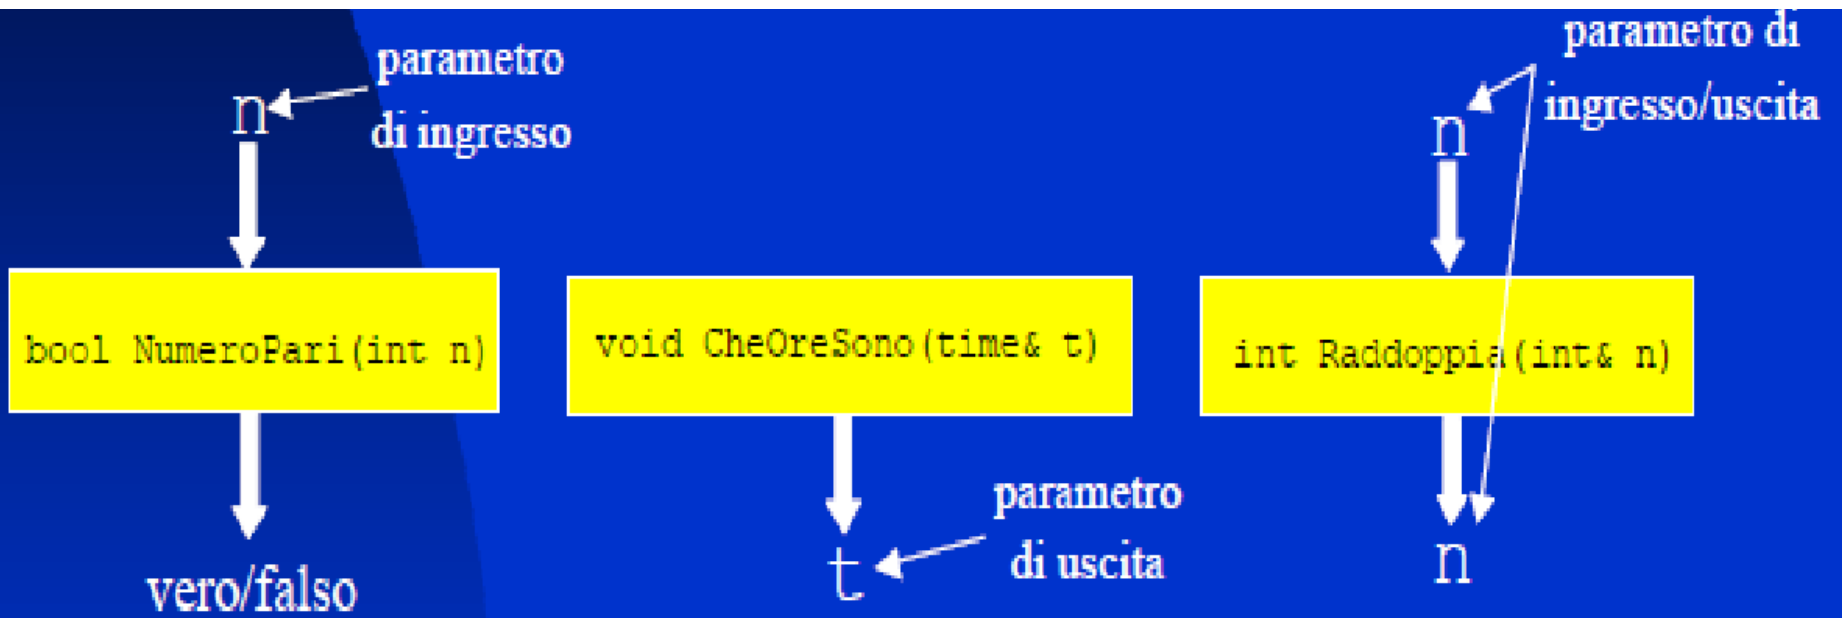 n
parametro
di ingresso
bool NumeroPari(int n)
vero/falso
void CheOreSono(time& t)
t
parametro
di uscita
parametro di
ingresso/uscita
n
int Raddoppia(int& n)
n